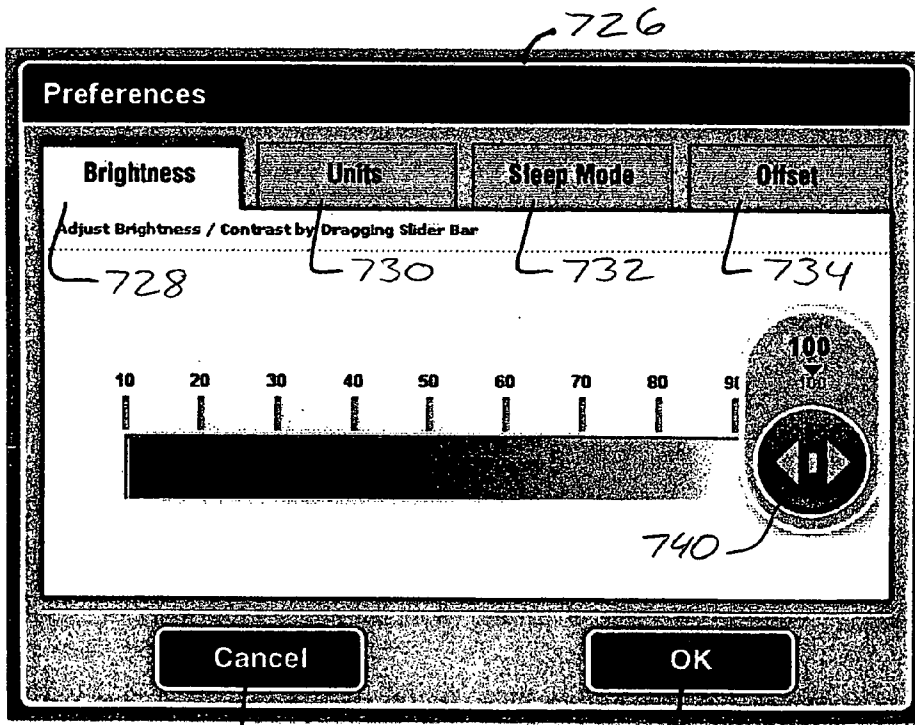 726
Preferences
Brightness Units Sleep Mode Offset
Adjust Brightness / Contrast by Dragging Slider Bar
728 730 732 734
100
100
10 20 30 40 50 60 70 80 90
740
Cancel OK